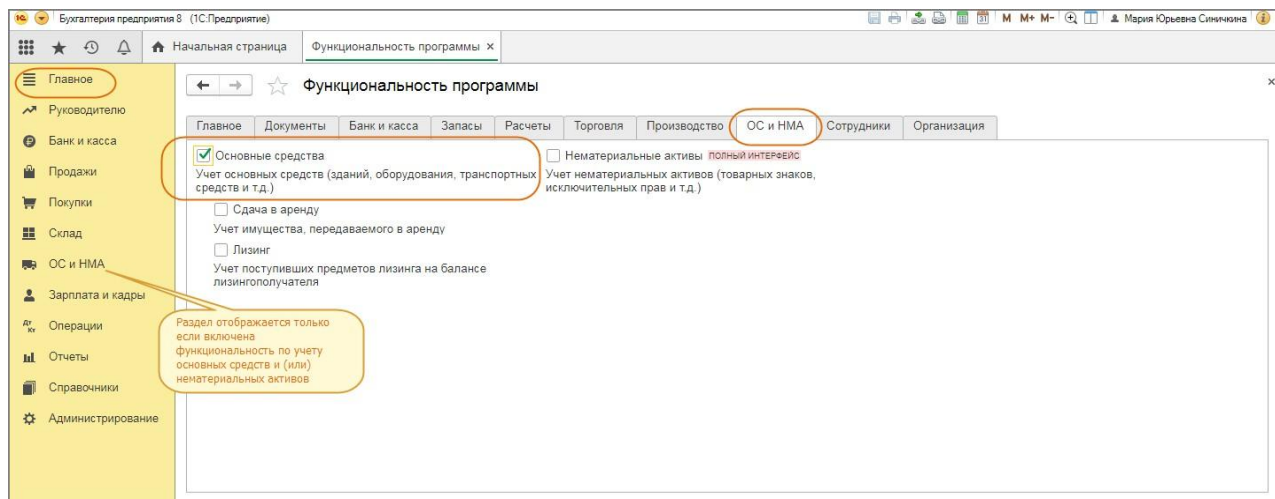 1С Бухгалтерия предприятия 8 (1С:Предприятие)
31 M M+ M- Мария Юрьевна Синичкина
Начальная страница Функциональность программы ×
Главное
Руководителю
Банк и касса
Продажи
Покупки
Склад
ОС и НМА
Зарплата и кадры
Дт Кт Операции
Отчеты
Справочники
Администрирование
Функциональность программы
Главное Документы Банк и касса Запасы Расчеты Торговля Производство ОС и НМА Сотрудники Организация
Основные средства
Учет основных средств (зданий, оборудования, транспортных
средств и т.д.)
Сдача в аренду
Учет имущества, передаваемого в аренду
Лизинг
Учет поступивших предметов лизинга на балансе
лизингополучателя
Нематериальные активы ПОЛНЫЙ ИНТЕРФЕЙС
Учет нематериальных активов (товарных знаков,
исключительных прав и т.д.)
Раздел отображается только
если включена
функциональность по учету
основных средств и (или)
нематериальных активов